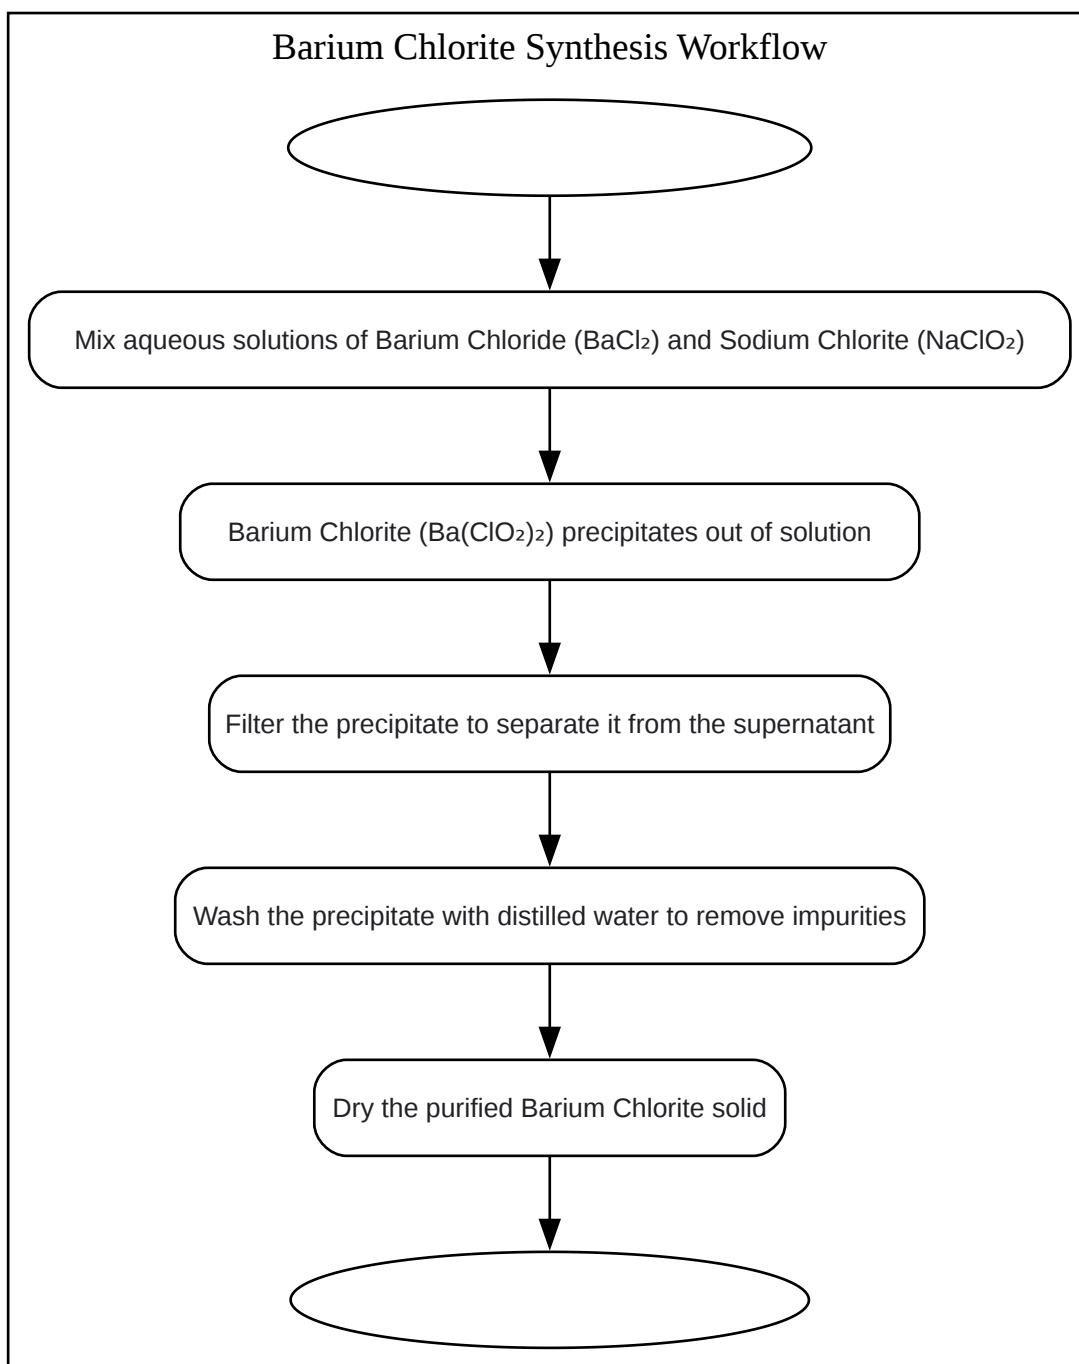 Barium Chlorite Synthesis Workflow
Mix aqueous solutions of Barium Chloride (BaCl₂) and Sodium Chlorite (NaClO₂)
Barium Chlorite (Ba(ClO₂)₂) precipitates out of solution
Filter the precipitate to separate it from the supernatant
Wash the precipitate with distilled water to remove impurities
Dry the purified Barium Chlorite solid